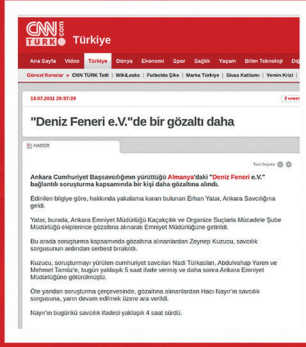 CNN
TÜRK
Türkiye
Ana Sayfa Video Türkiye Dünya Ekonomi Spor Sağlık Yaşam Bilim Teknoloji
Güncel Konular » CNN TÜRK Tatil | WikiLeaks | Futbolda Şike | Marka Türkiye | Sivas Katliamı | Yemin Krizi |
13.07.2011 20:57:39
"Deniz Feneri e.V."de bir gözaltı daha
HABER
Yazı Boyutu
Ankara Cumhuriyet Başsavcılığının yürüttüğü Almanya'daki "Deniz Feneri e.V."
bağlantılı soruşturma kapsamında bir kişi daha gözaltına alındı.
Edinilen bilgiye göre, hakkında yakalama kararı bulunan Erhan Yatar, Ankara Savcılığına
geldi.
Yatar, burada, Ankara Emniyet Müdürlüğü Kaçakçılık ve Organize Suçlarla Mücadele Şube
Müdürlüğü ekiplerince gözaltına alınarak Emniyet Müdürlüğüne getirildi.
Bu arada soruşturma kapsamında gözaltına alınanlardan Zeynep Kuzucu, savcılık
sorgusunun ardından serbest bırakıldı.
Kuzucu, soruşturmayı yürüten cumhuriyet savcıları Nadi Türkaslan, Abdulvahap Yaren ve
Mehmet Tamöz'e, bugün yaklaşık 5 saat ifade vermiş ve daha sonra Ankara Emniyet
Müdürlüğüne götürülmüştü.
Öte yandan soruşturma çerçevesinde, gözaltına alınanlardan Hacı Nayır'ın savcılık
sorgusuna, yarın devam edilmek üzere ara verildi.
Nayır'ın bugünkü savcılık ifadesi yaklaşık 4 saat sürdü.